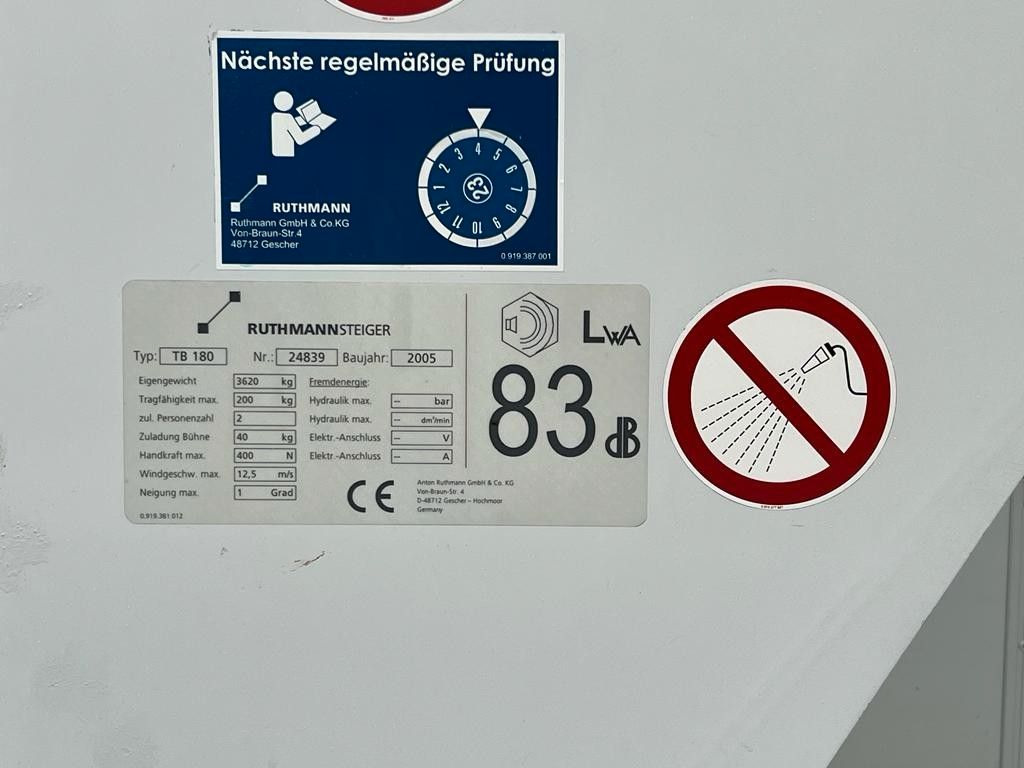 Nächste regelmäßige Prüfung
1 2 3 4 5 6 7 8 9 10 11 12
23
RUTHMANN
Ruthmann GmbH & Co.KG
Von-Braun-Str.4
48712 Gescher
0 919 387 001
RUTHMANNSTEIGER
Typ: TB 180 Nr.: 24839 Baujahr: 2005
Eigengewicht 3620 kg Fremdenergie:
Tragfähigkeit max. 200 kg Hydraulik max. -- bar
zul. Personenzahl 2 Hydraulik max. -- dm³/min
Zuladung Bühne 40 kg Elektr.-Anschluss -- V
Handkraft max. 400 N Elektr.-Anschluss -- A
Windgeschw. max. 12,5 m/s
Neigung max. 1 Grad
0.919.381.012
CE
Anton Ruthmann GmbH & Co. KG
Von-Braun-Str. 4
D-48712 Gescher – Hochmoor
Germany
LWA
83 dB